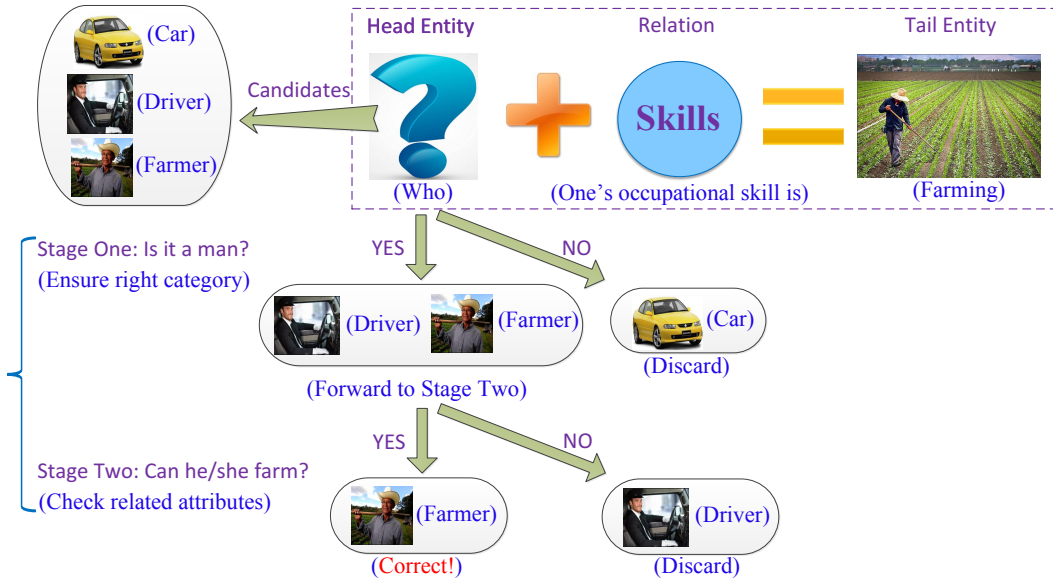 Head Entity
Relation
Tail Entity
(Car)
(Driver)
(Farmer)
Candidates
Skills
(Who)
(One's occupational skill is)
(Farming)
YES
NO
Stage One: Is it a man?
(Ensure right category)
(Driver)
(Farmer)
(Car)
(Discard)
(Forward to Stage Two)
YES
NO
Stage Two: Can he/she farm?
(Check related attributes)
(Farmer)
(Driver)
(Correct!)
(Discard)